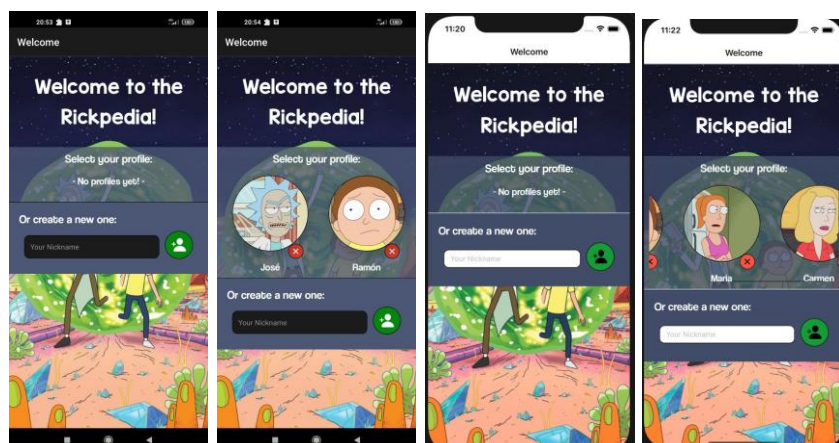 20:53
Welcome
Welcome to the
Rickpedia!
Select your profile:
- No profiles yet! -
Or create a new one:
Your Nickname
20:54
Welcome
Welcome to the
Rickpedia!
Select your profile:
José
Ramón
Or create a new one:
Your Nickname
11:20
Welcome
Welcome to the
Rickpedia!
Select your profile:
- No profiles yet! -
Or create a new one:
Your Nickname
11:22
Welcome
Welcome to the
Rickpedia!
Select your profile:
Maria
Carmen
Or create a new one:
Your Nickname